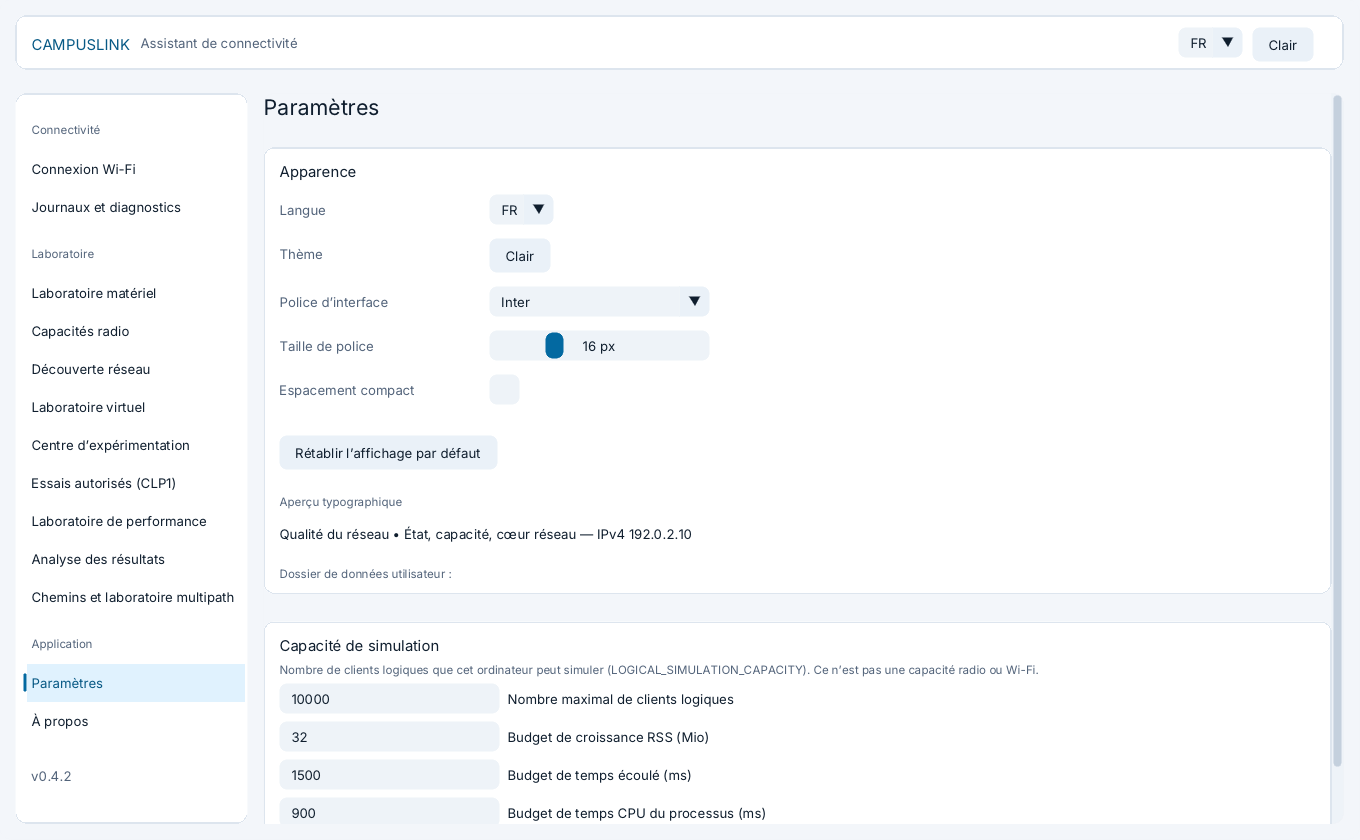 CAMPUSLINK Assistant de connectivité FR Clair
Connectivité
Connexion Wi-Fi
Journaux et diagnostics
Laboratoire
Laboratoire matériel
Capacités radio
Découverte réseau
Laboratoire virtuel
Centre d’expérimentation
Essais autorisés (CLP1)
Laboratoire de performance
Analyse des résultats
Chemins et laboratoire multipath
Application
Paramètres
À propos
v0.4.2
Paramètres
Apparence
Langue FR
Thème Clair
Police d’interface Inter
Taille de police 16 px
Espacement compact
Rétablir l’affichage par défaut
Aperçu typographique
Qualité du réseau • État, capacité, cœur réseau — IPv4 192.0.2.10
Dossier de données utilisateur :
Capacité de simulation
Nombre de clients logiques que cet ordinateur peut simuler (LOGICAL_SIMULATION_CAPACITY). Ce n’est pas une capacité radio ou Wi-Fi.
10000 Nombre maximal de clients logiques
32 Budget de croissance RSS (Mio)
1500 Budget de temps écoulé (ms)
900 Budget de temps CPU du processus (ms)